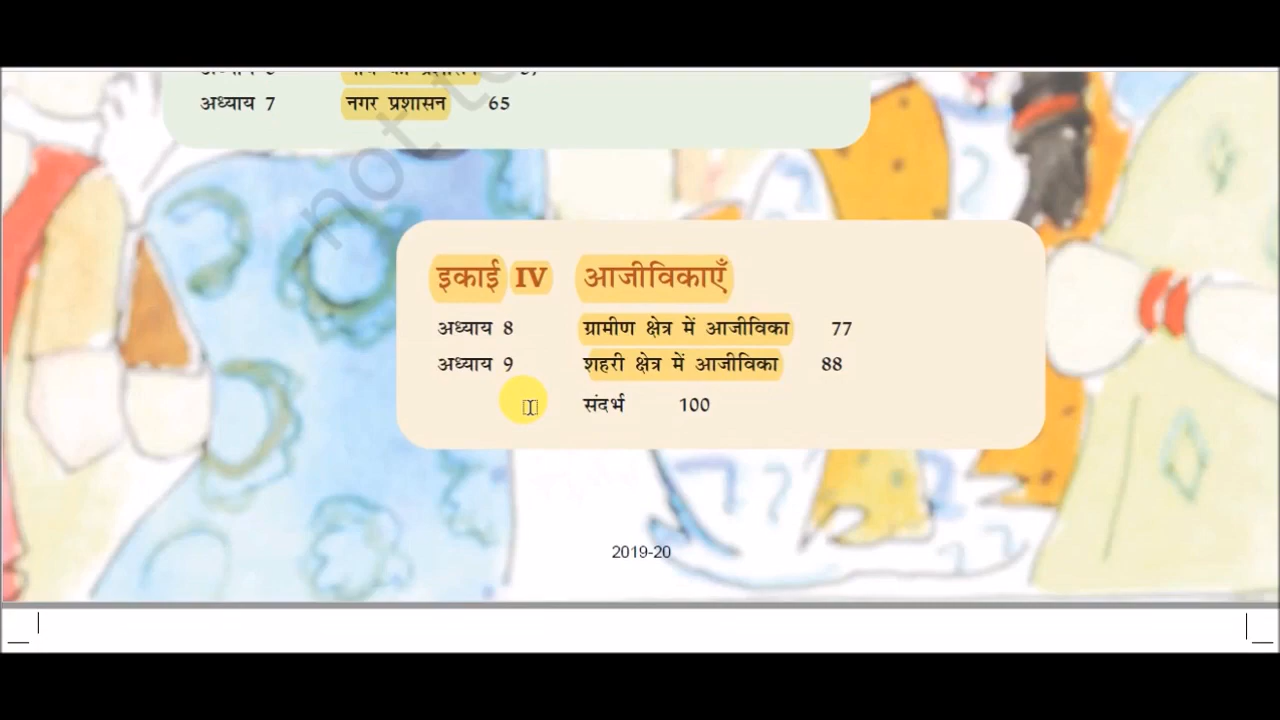 अध्याय 7 नगर प्रशासन 65
not
इकाई IV आजीविकाएँ
अध्याय 8 ग्रामीण क्षेत्र में आजीविका 77
अध्याय 9 शहरी क्षेत्र में आजीविका 88
संदर्भ 100
2019-20